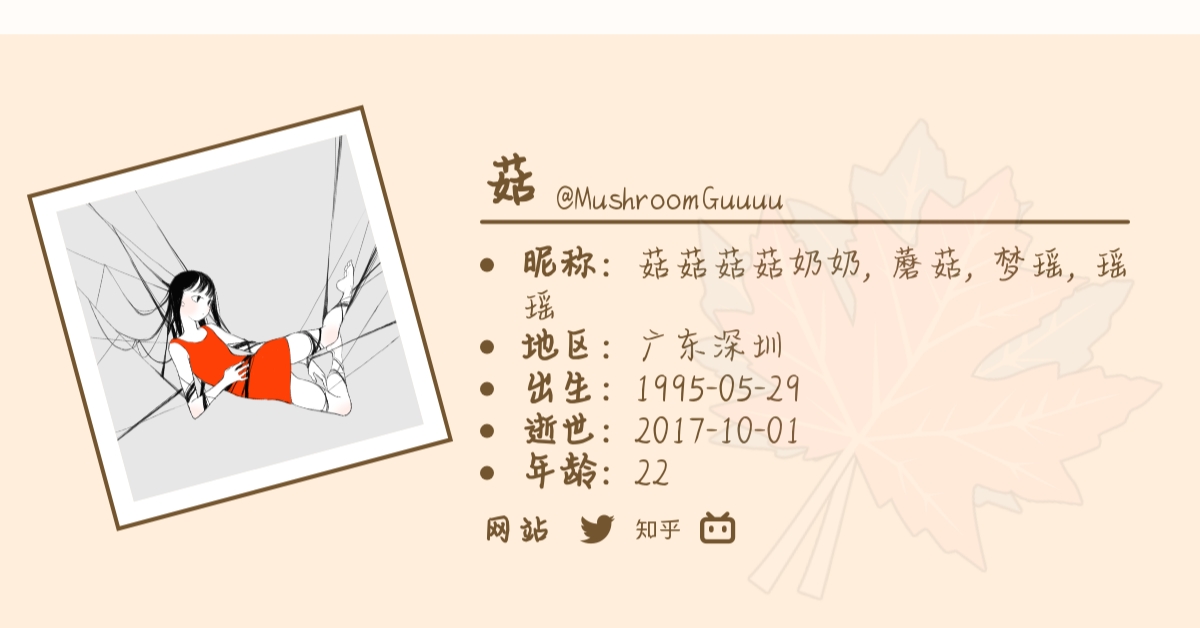 菇 @MushroomGuuuu
昵称：菇菇菇菇奶奶, 蘑菇, 梦瑶, 瑶
瑶
地区：广东深圳
出生：1995-05-29
逝世：2017-10-01
年龄：22
网站 知乎